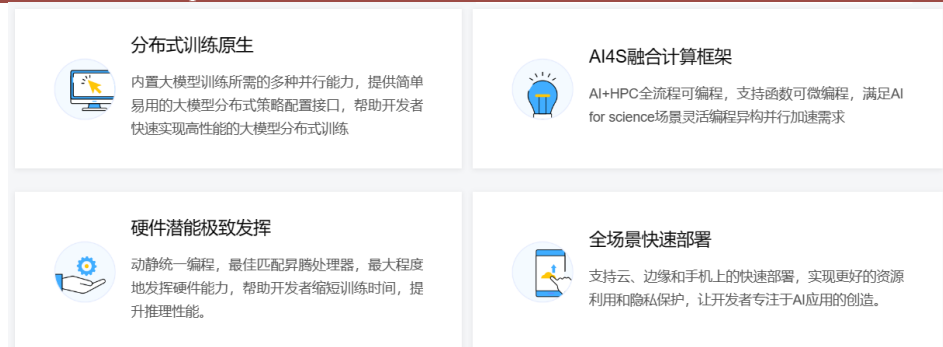 分布式训练原生
内置大模型训练所需的多种并行能力，提供简单
易用的大模型分布式策略配置接口，帮助开发者
快速实现高性能的大模型分布式训练
AI4S融合计算框架
AI+HPC全流程可编程，支持函数可微编程，满足AI
for science场景灵活编程异构并行加速需求
硬件潜能极致发挥
动静统一编程，最佳匹配昇腾处理器，最大程度
地发挥硬件能力，帮助开发者缩短训练时间，提
升推理性能。
全场景快速部署
支持云、边缘和手机上的快速部署，实现更好的资源
利用和隐私保护，让开发者专注于AI应用的创造。